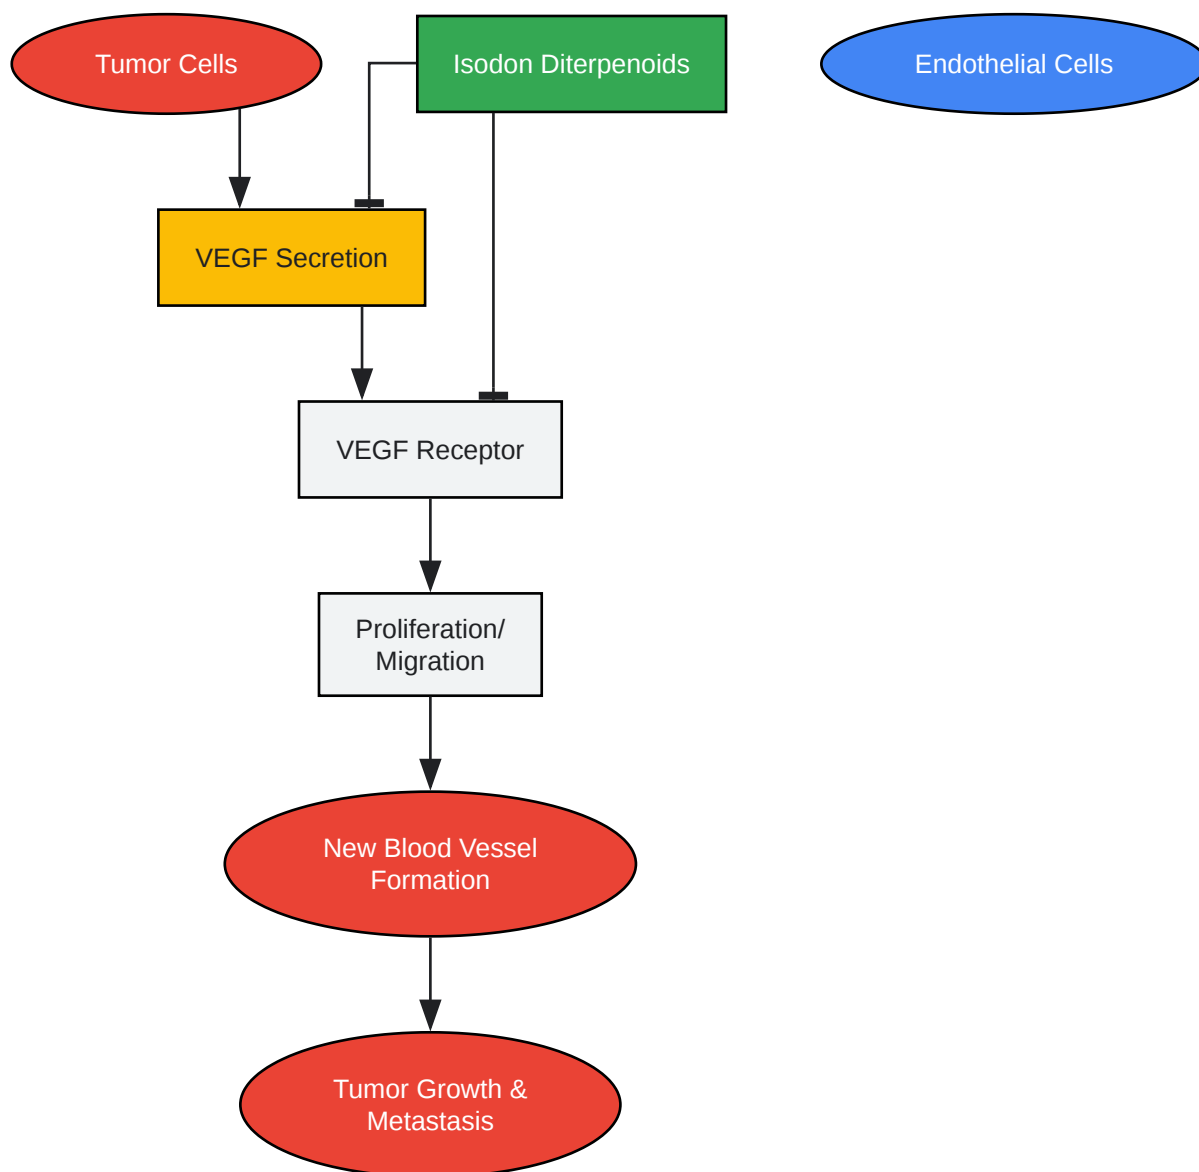 Tumor Cells
Isodon Diterpenoids
Endothelial Cells
VEGF Secretion
VEGF Receptor
Proliferation/
Migration
New Blood Vessel
Formation
Tumor Growth &
Metastasis